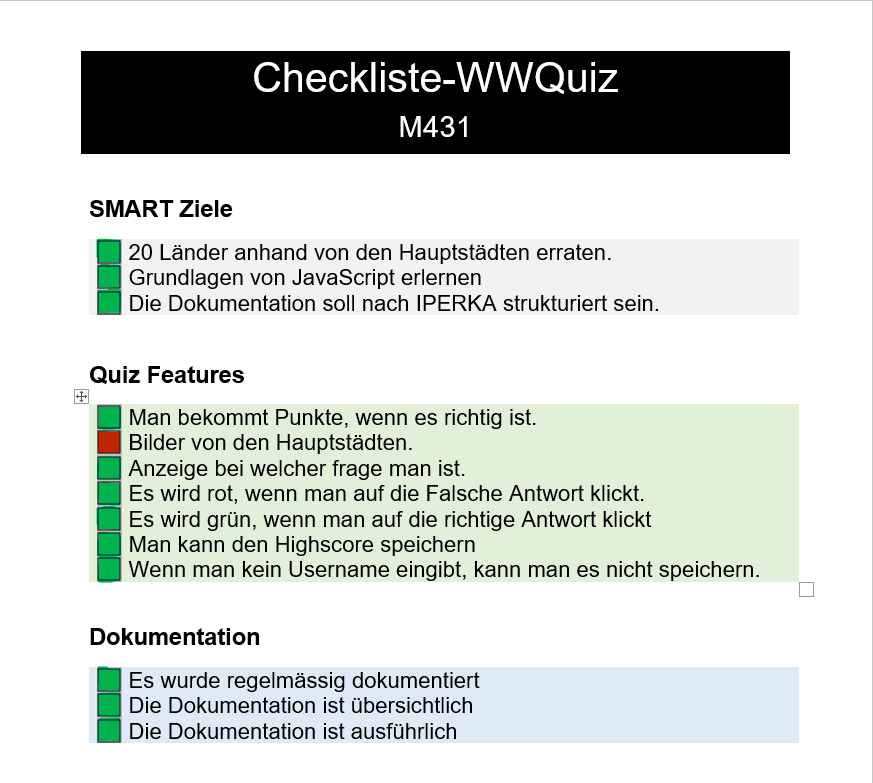 Checkliste-WWQuiz
M431
SMART Ziele
20 Länder anhand von den Hauptstädten erraten.
Grundlagen von JavaScript erlernen
Die Dokumentation soll nach IPERKA strukturiert sein.
Quiz Features
Man bekommt Punkte, wenn es richtig ist.
Bilder von den Hauptstädten.
Anzeige bei welcher frage man ist.
Es wird rot, wenn man auf die Falsche Antwort klickt.
Es wird grün, wenn man auf die richtige Antwort klickt
Man kann den Highscore speichern
Wenn man kein Username eingibt, kann man es nicht speichern.
Dokumentation
Es wurde regelmässig dokumentiert
Die Dokumentation ist übersichtlich
Die Dokumentation ist ausführlich